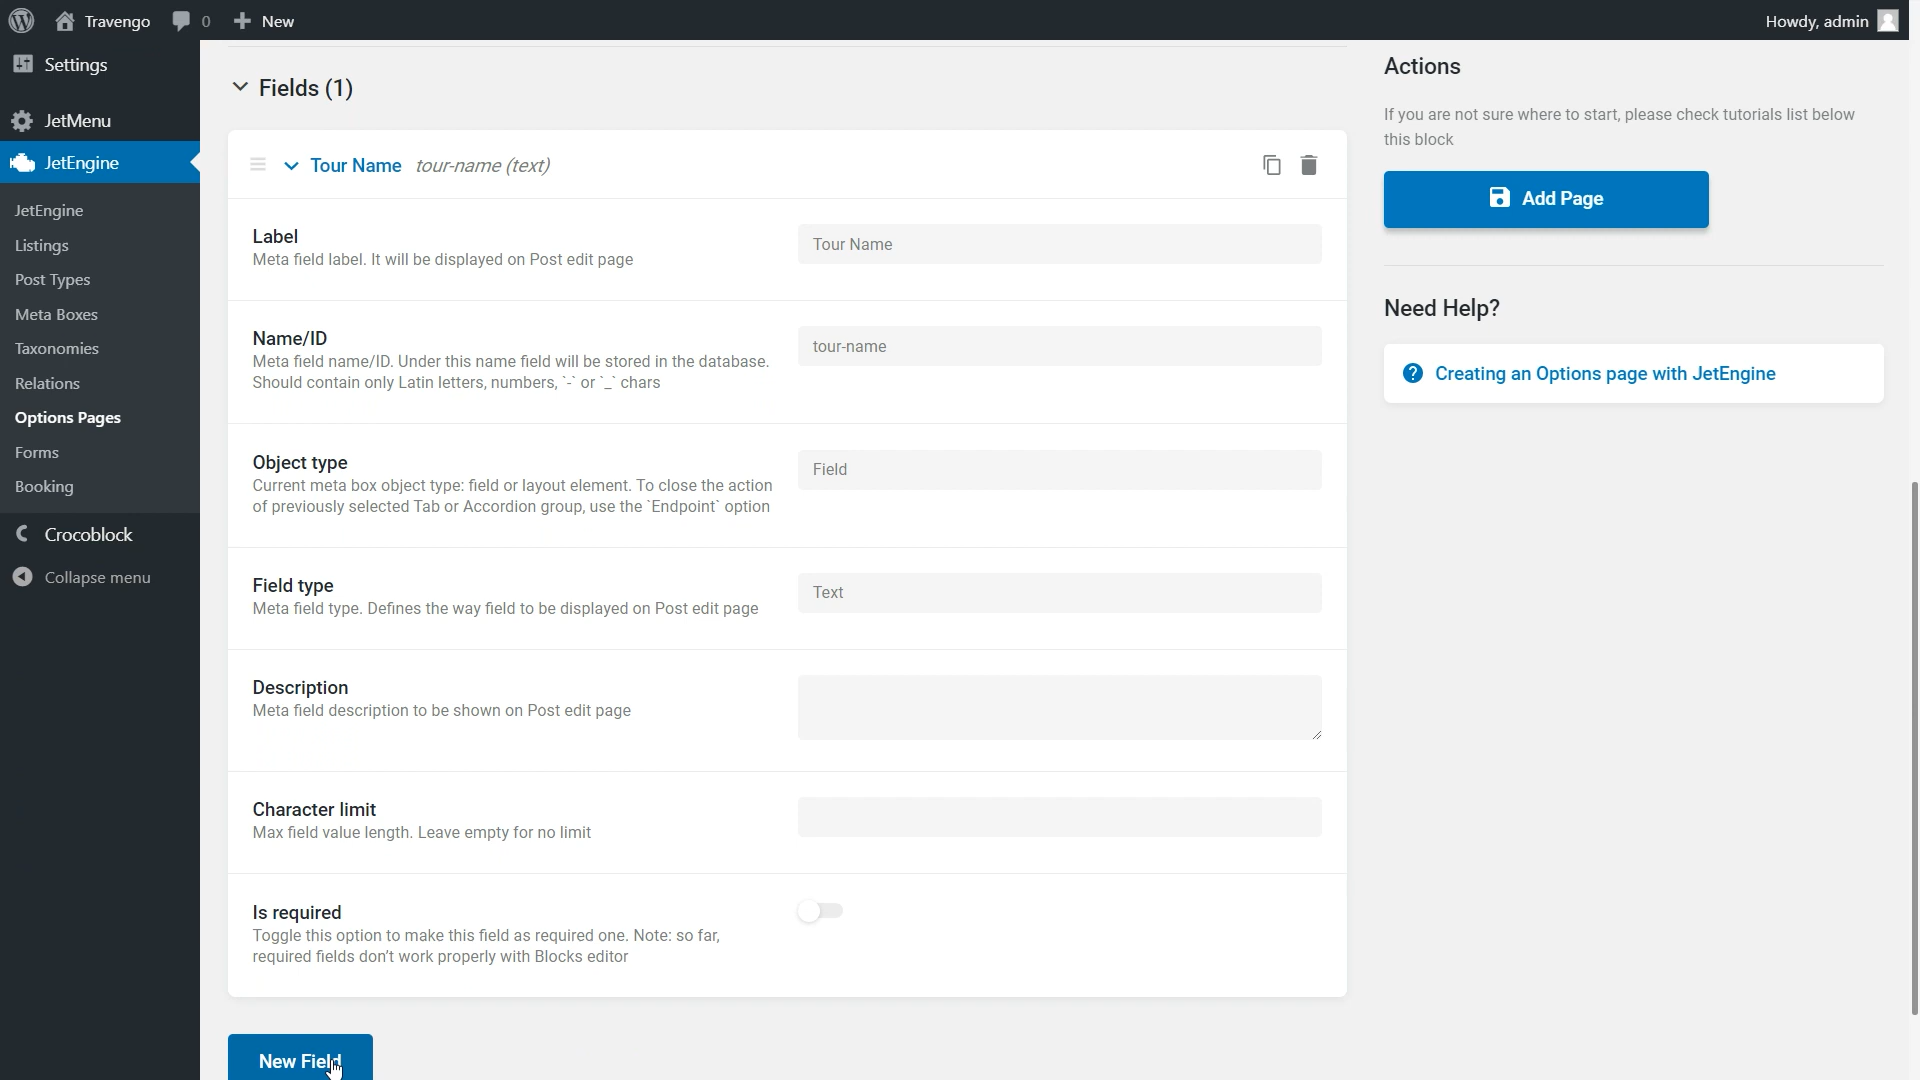 Travengo 0 New Howdy, admin
Settings
JetMenu
JetEngine
JetEngine
Listings
Post Types
Meta Boxes
Taxonomies
Relations
Options Pages
Forms
Booking
Crocoblock
Collapse menu
Fields (1)
Tour Name tour-name (text)
Label
Meta field label. It will be displayed on Post edit page
Tour Name
Name/ID
Meta field name/ID. Under this name field will be stored in the database.
Should contain only Latin letters, numbers, `-` or `_` chars
tour-name
Object type
Current meta box object type: field or layout element. To close the action
of previously selected Tab or Accordion group, use the `Endpoint` option
Field
Field type
Meta field type. Defines the way field to be displayed on Post edit page
Text
Description
Meta field description to be shown on Post edit page
Character limit
Max field value length. Leave empty for no limit
Is required
Toggle this option to make this field as required one. Note: so far,
required fields don't work properly with Blocks editor
New Field
Actions
If you are not sure where to start, please check tutorials list below
this block
Add Page
Need Help?
Creating an Options page with JetEngine